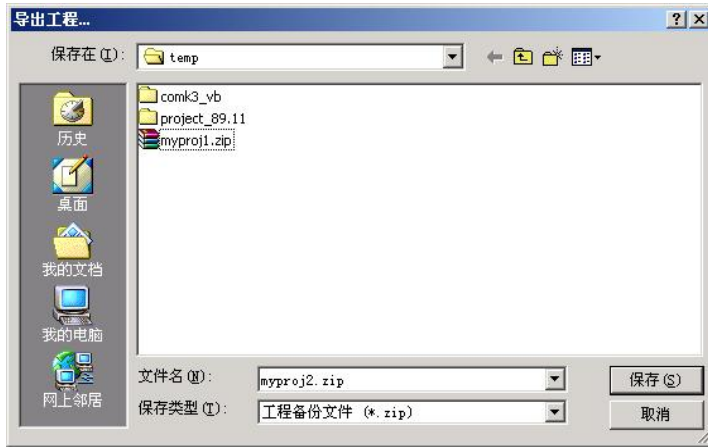 导出工程...
保存在(I):
temp
comk3_vb
project_89.11
myproj1.zip
历史
桌面
我的文档
我的电脑
网上邻居
文件名(N):
myproj2.zip
保存(S)
保存类型(T):
工程备份文件 (*.zip)
取消